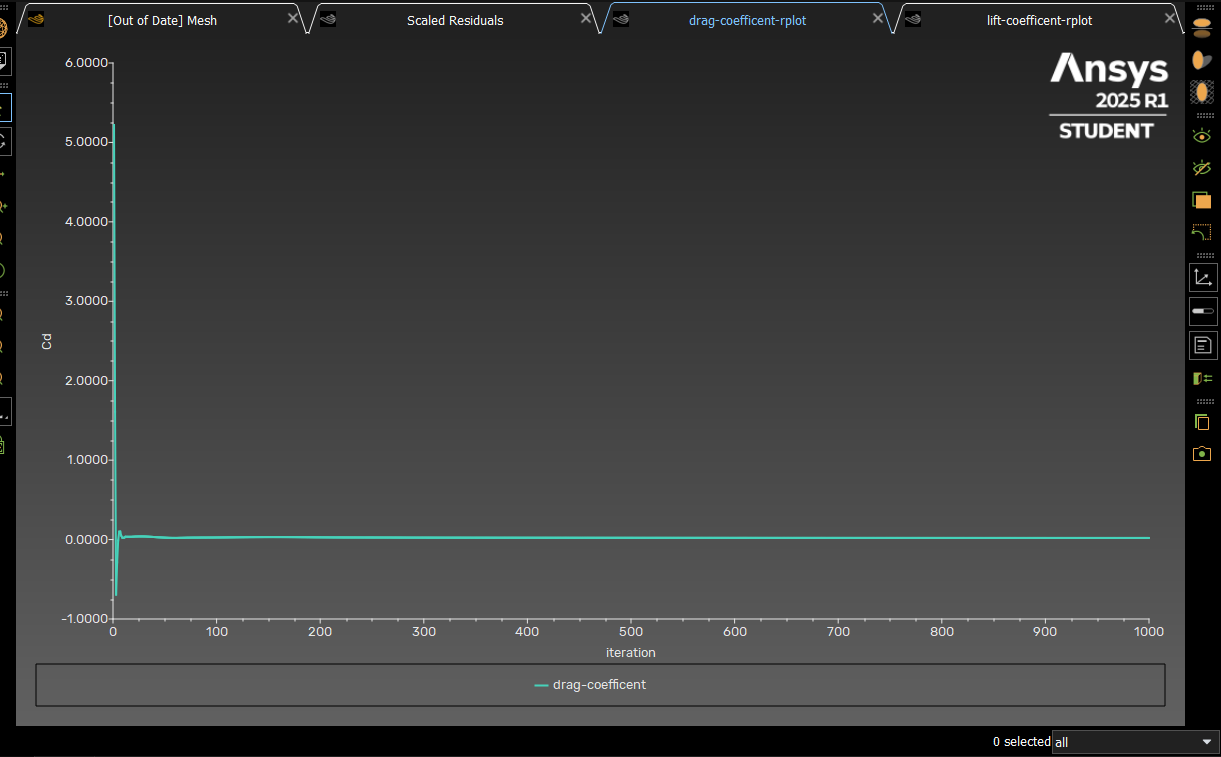 [Out of Date] Mesh
Scaled Residuals
drag-coefficent-rplot
lift-coefficent-rplot
Ansys
2025 R1
STUDENT
6.0000
5.0000
4.0000
3.0000
2.0000
1.0000
0.0000
-1.0000
Cd
0 100 200 300 400 500 600 700 800 900 1000
iteration
drag-coefficent
0 selected all